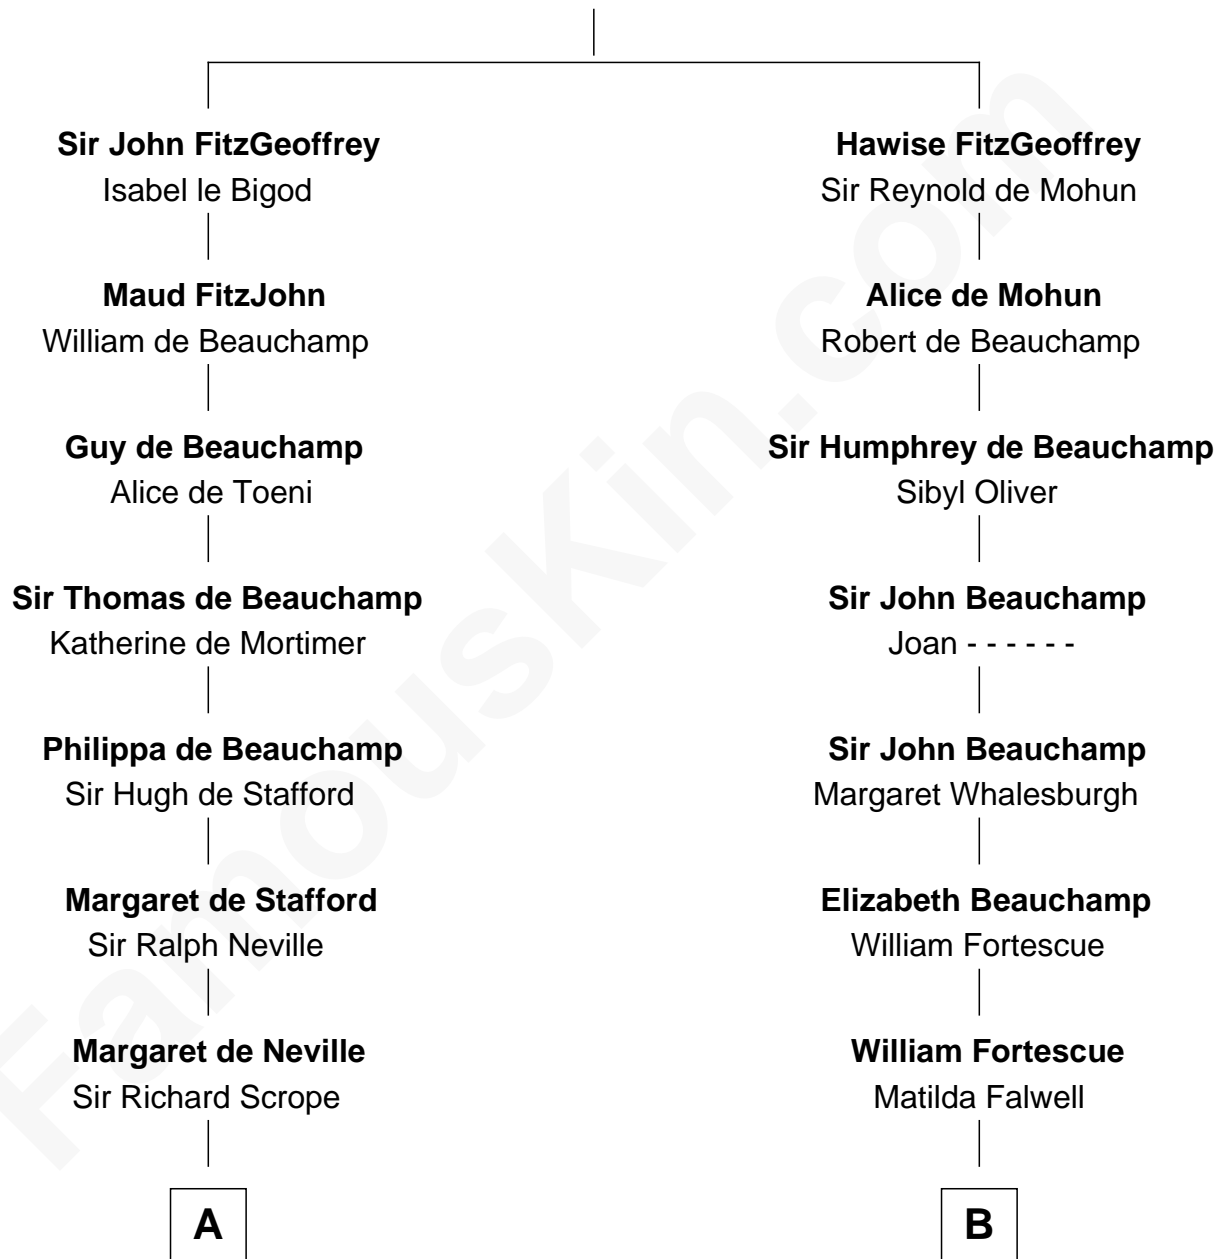 Sir John FitzGeoffrey
Isabel le Bigod
Maud FitzJohn
William de Beauchamp
Guy de Beauchamp
Alice de Toeni
Sir Thomas de Beauchamp
Katherine de Mortimer
Philippa de Beauchamp
Sir Hugh de Stafford
Margaret de Stafford
Sir Ralph Neville
Margaret de Neville
Sir Richard Scrope
A
Hawise FitzGeoffrey
Sir Reynold de Mohun
Alice de Mohun
Robert de Beauchamp
Sir Humphrey de Beauchamp
Sibyl Oliver
Sir John Beauchamp
Joan - - - - - -
Sir John Beauchamp
Margaret Whalesburgh
Elizabeth Beauchamp
William Fortescue
William Fortescue
Matilda Falwell
B
FamousKin.com